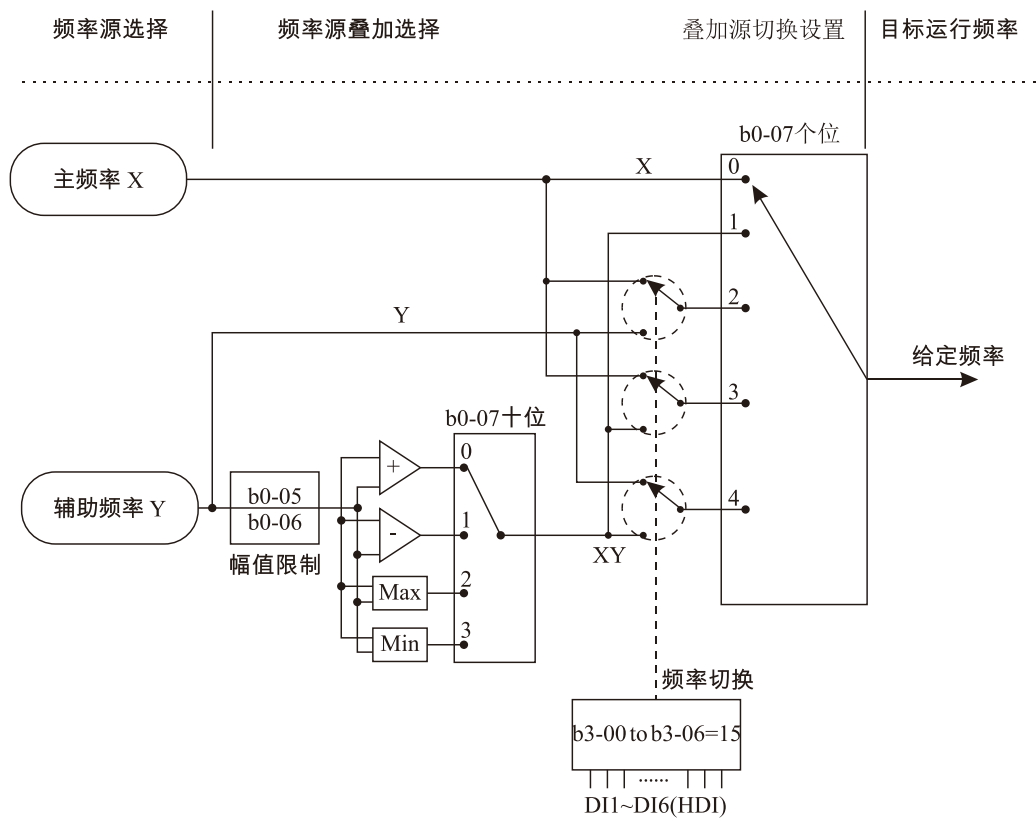 频率源选择
频率源叠加选择
叠加源切换设置
目标运行频率
b0-07个位
主频率 X
X
0
1
2
Y
给定频率
3
b0-07十位
0
+
辅助频率 Y
b0-05
b0-06
幅值限制
4
1
-
XY
Max
2
Min
3
频率切换
b3-00 to b3-06=15
......
DI1~DI6(HDI)